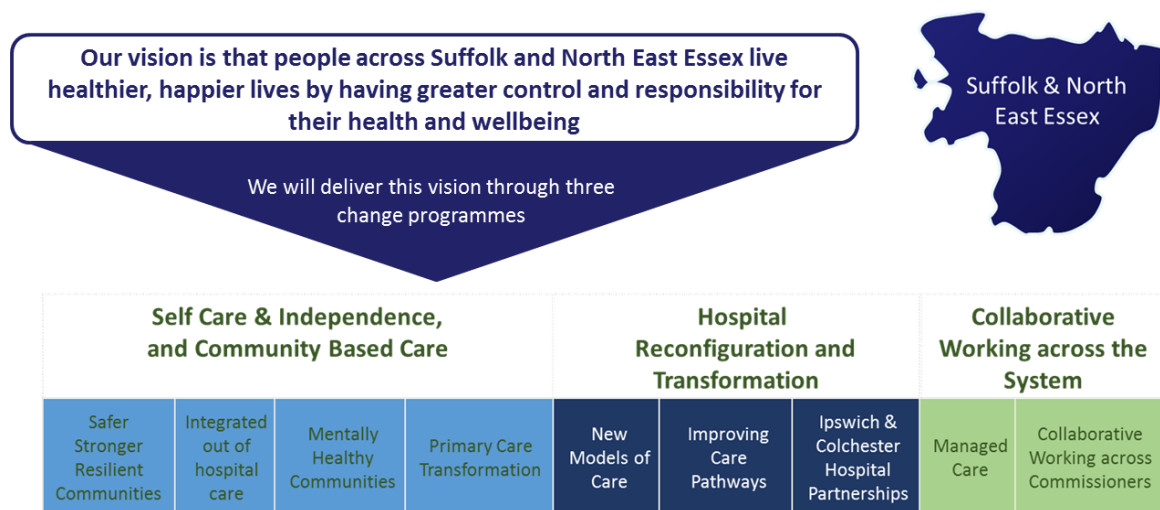 Our vision is that people across Suffolk and North East Essex live
healthier, happier lives by having greater control and responsibility for
their health and wellbeing
Suffolk & North
East Essex
We will deliver this vision through three
change programmes
Self Care & Independence,
and Community Based Care
Hospital
Reconfiguration and
Transformation
Collaborative
Working across the
System
Safer
Stronger
Resilient
Communities
Integrated
out of
hospital
care
Mentally
Healthy
Communities
Primary Care
Transformation
New
Models of
Care
Improving
Care
Pathways
Ipswich &
Colchester
Hospital
Partnerships
Managed
Care
Collaborative
Working across
Commissioners